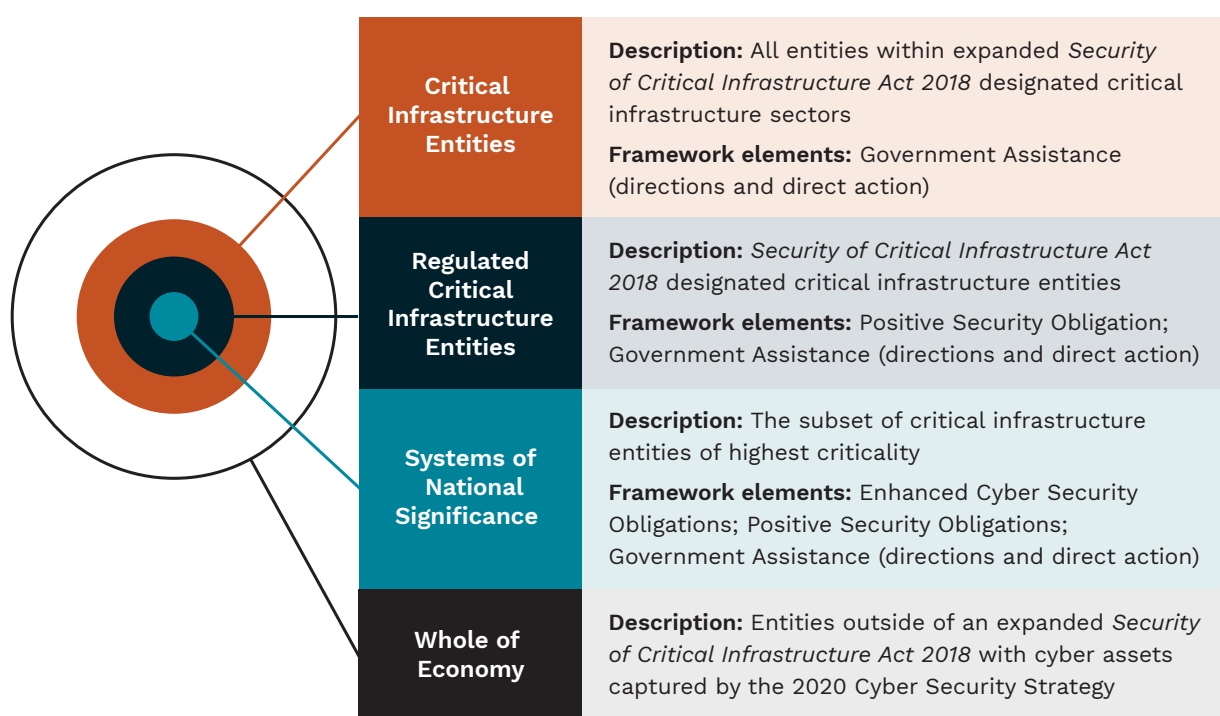 Critical
Infrastructure
Entities
Description: All entities within expanded Security
of Critical Infrastructure Act 2018 designated critical
infrastructure sectors
Framework elements: Government Assistance
(directions and direct action)
Regulated
Critical
Infrastructure
Entities
Description: Security of Critical Infrastructure Act
2018 designated critical infrastructure entities
Framework elements: Positive Security Obligation;
Government Assistance (directions and direct action)
Systems of
National
Significance
Description: The subset of critical infrastructure
entities of highest criticality
Framework elements: Enhanced Cyber Security
Obligations; Positive Security Obligations;
Government Assistance (directions and direct action)
Whole of
Economy
Description: Entities outside of an expanded Security
of Critical Infrastructure Act 2018 with cyber assets
captured by the 2020 Cyber Security Strategy